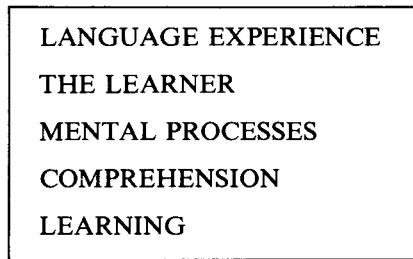 LANGUAGE EXPERIENCE
THE LEARNER
MENTAL PROCESSES
COMPREHENSION
LEARNING